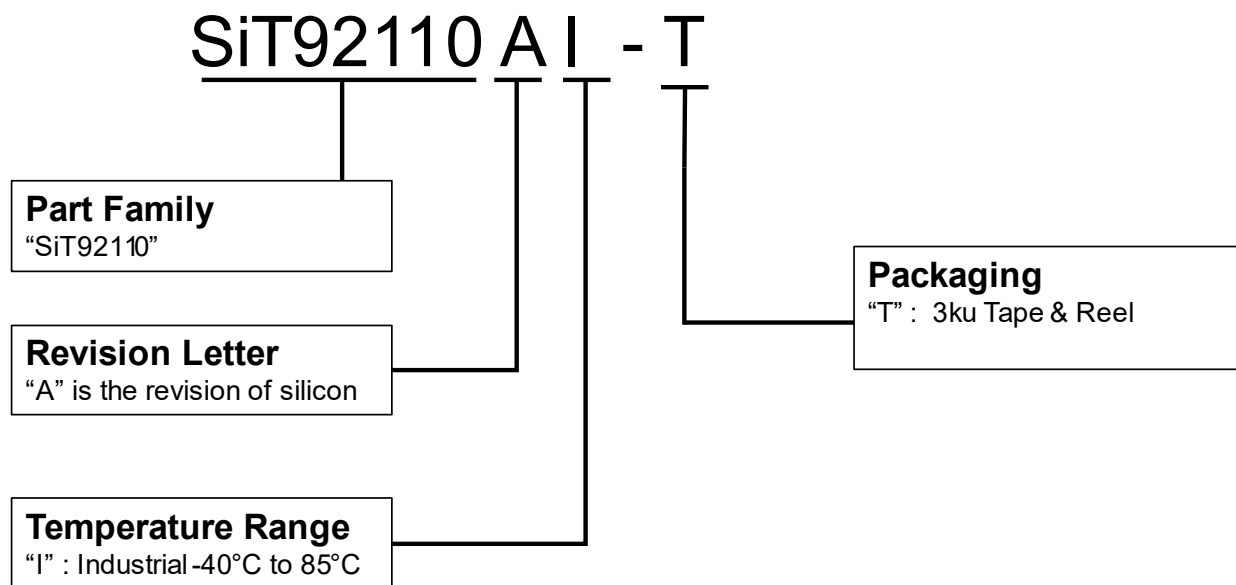 SiT92110 A I - T
Part Family
“SiT92110”
Revision Letter
“A” is the revision of silicon
Temperature Range
“I” : Industrial -40°C to 85°C
Packaging
“T” : 3ku Tape & Reel